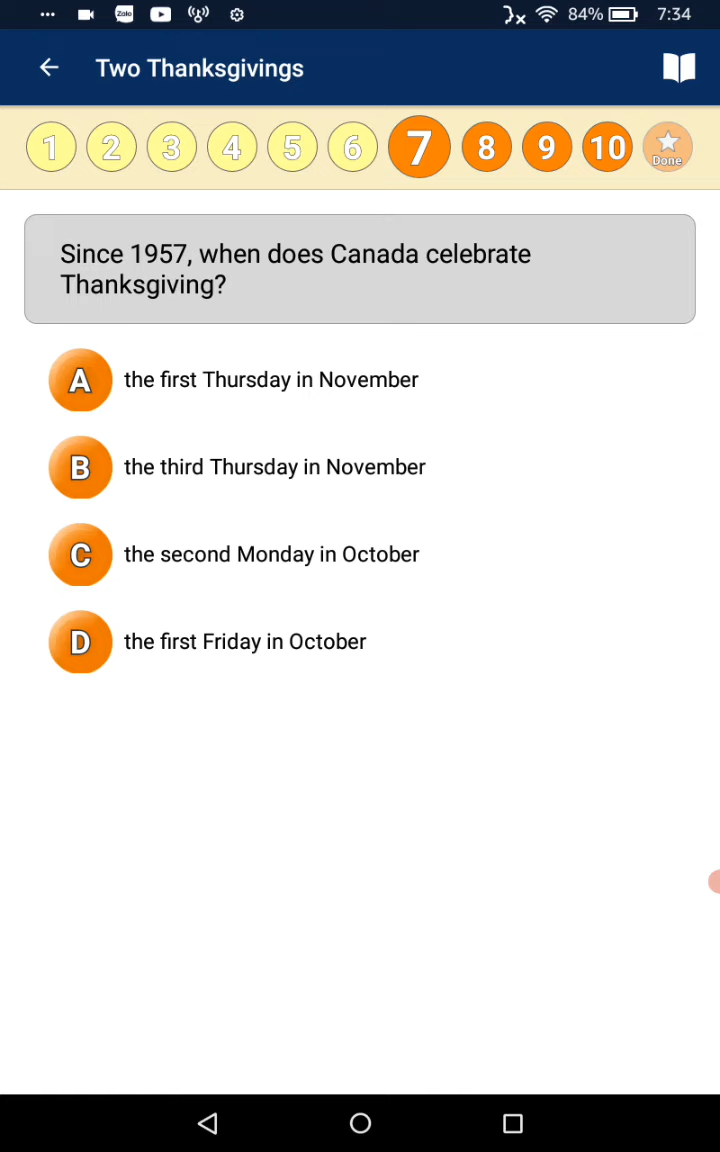 Zalo 84% 7:34
Two Thanksgivings
1 2 3 4 5 6 7 8 9 10 Done
Since 1957, when does Canada celebrate
Thanksgiving?
A the first Thursday in November
B the third Thursday in November
C the second Monday in October
D the first Friday in October